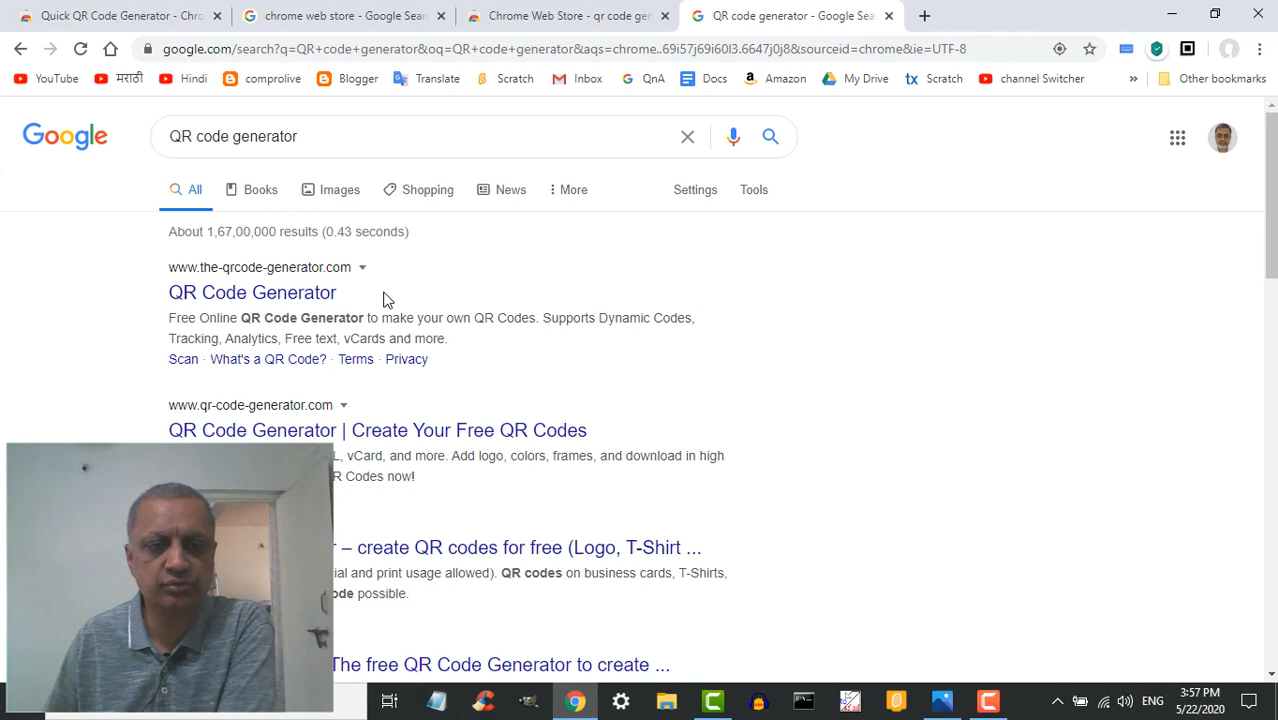 Quick QR Code Generator - Chro
chrome web store - Google Sear
Chrome Web Store - qr code gen
QR code generator - Google Sea
google.com/search?q=QR+code+generator&oq=QR+code+generator&aqs=chrome..69i57j69i60l3.6647j0j8&sourceid=chrome&ie=UTF-8
YouTube मराठी Hindi comprolive Blogger Translate Scratch Inbox QnA Docs Amazon My Drive tx Scratch channel Switcher » Other bookmarks
Google
QR code generator
All Books Images Shopping News More Settings Tools
About 1,67,00,000 results (0.43 seconds)
www.the-qrcode-generator.com
QR Code Generator
Free Online QR Code Generator to make your own QR Codes. Supports Dynamic Codes,
Tracking, Analytics, Free text, vCards and more.
Scan · What's a QR Code? · Terms · Privacy
www.qr-code-generator.com
QR Code Generator | Create Your Free QR Codes
L, vCard, and more. Add logo, colors, frames, and download in high
R Codes now!
r – create QR codes for free (Logo, T-Shirt ...
ial and print usage allowed). QR codes on business cards, T-Shirts,
ode possible.
The free QR Code Generator to create ...
ENG
3:57 PM
5/22/2020